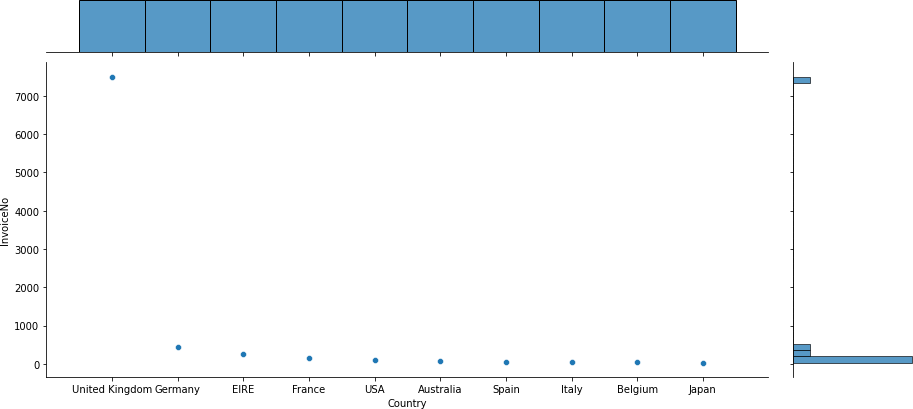 7000
6000
5000
4000
3000
2000
1000
0
InvoiceNo
United Kingdom Germany EIRE France USA Australia Spain Italy Belgium Japan
Country